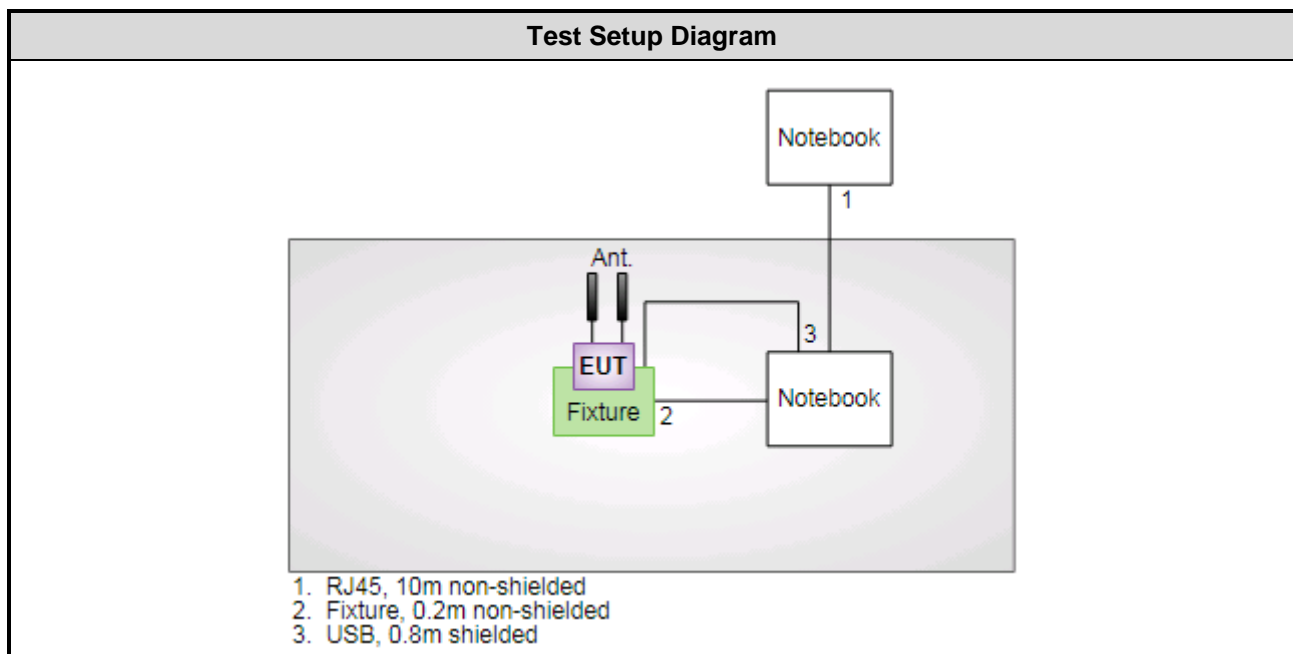 Test Setup Diagram
Notebook
1
Ant.
3
EUT
Notebook
Fixture
2
1. RJ45, 10m non-shielded
2. Fixture, 0.2m non-shielded
3. USB, 0.8m shielded